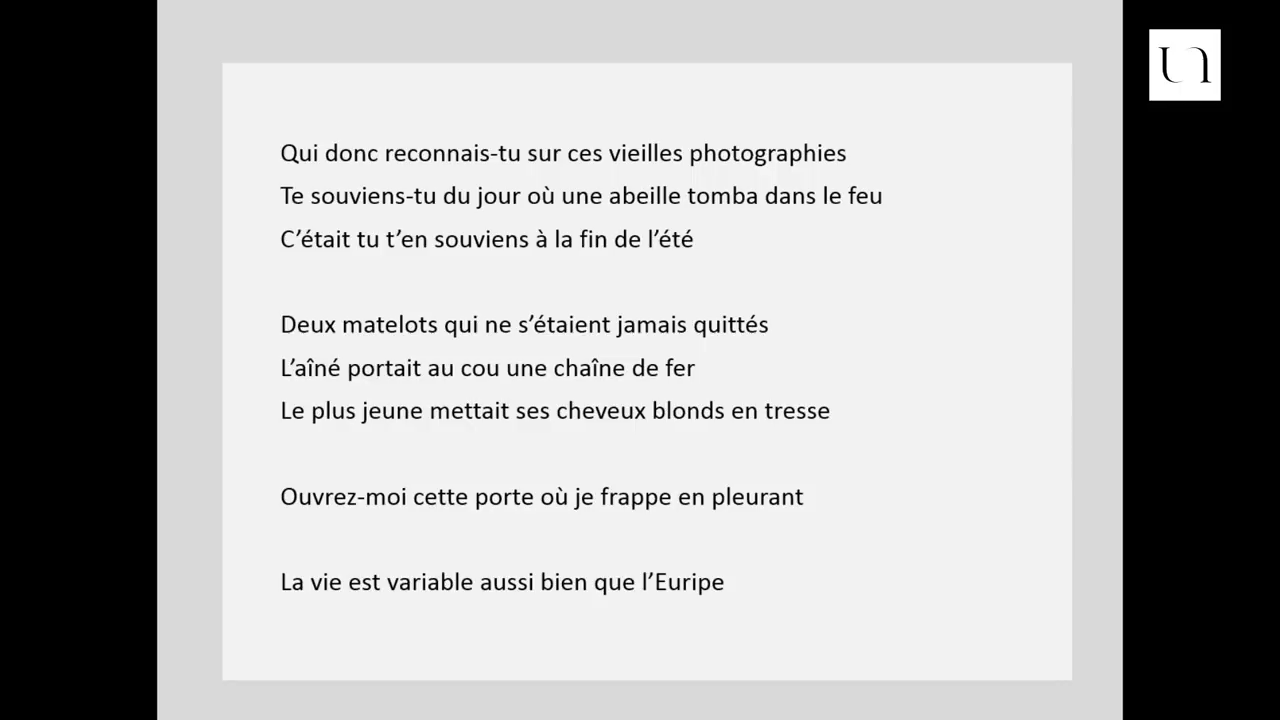 Qui donc reconnais-tu sur ces vieilles photographies
Te souviens-tu du jour où une abeille tomba dans le feu
C’était tu t’en souviens à la fin de l’été
Deux matelots qui ne s’étaient jamais quittés
L’aîné portait au cou une chaîne de fer
Le plus jeune mettait ses cheveux blonds en tresse
Ouvrez-moi cette porte où je frappe en pleurant
La vie est variable aussi bien que l’Euripe